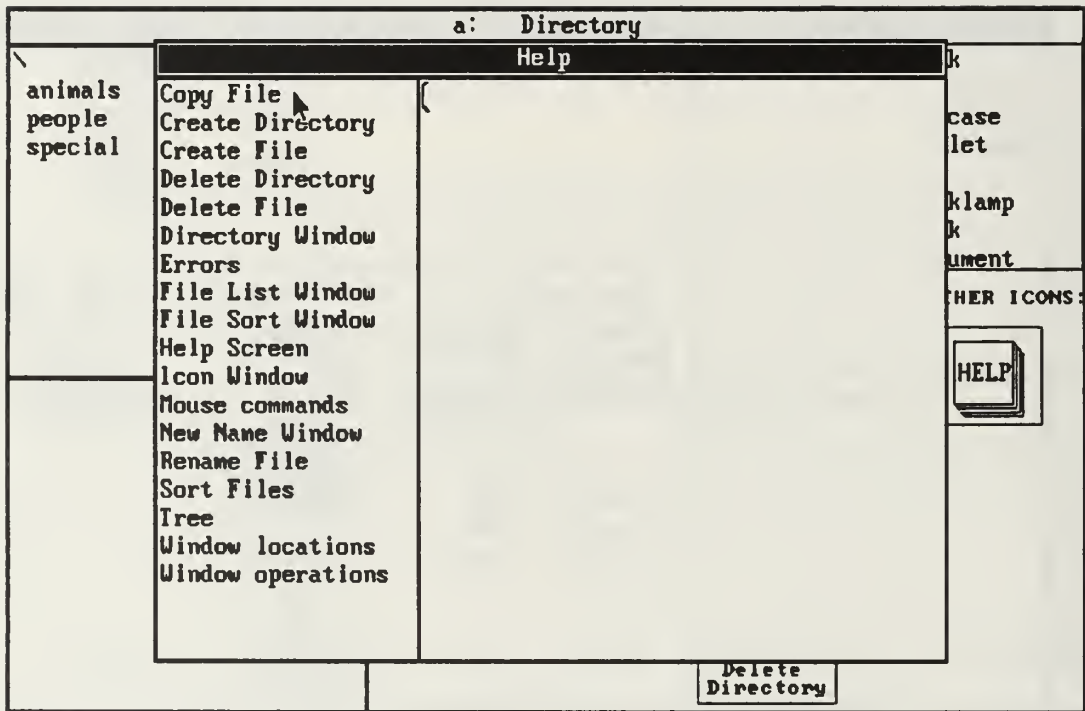 a: Directory
Help
\
animals
people
special
Copy File
Create Directory
Create File
Delete Directory
Delete File
Directory Window
Errors
File List Window
File Sort Window
Help Screen
Icon Window
Mouse commands
New Name Window
Rename File
Sort Files
Tree
Window locations
Window operations
k
case
let
klamp
k
ument
THER ICONS:
HELP
Delete
Directory